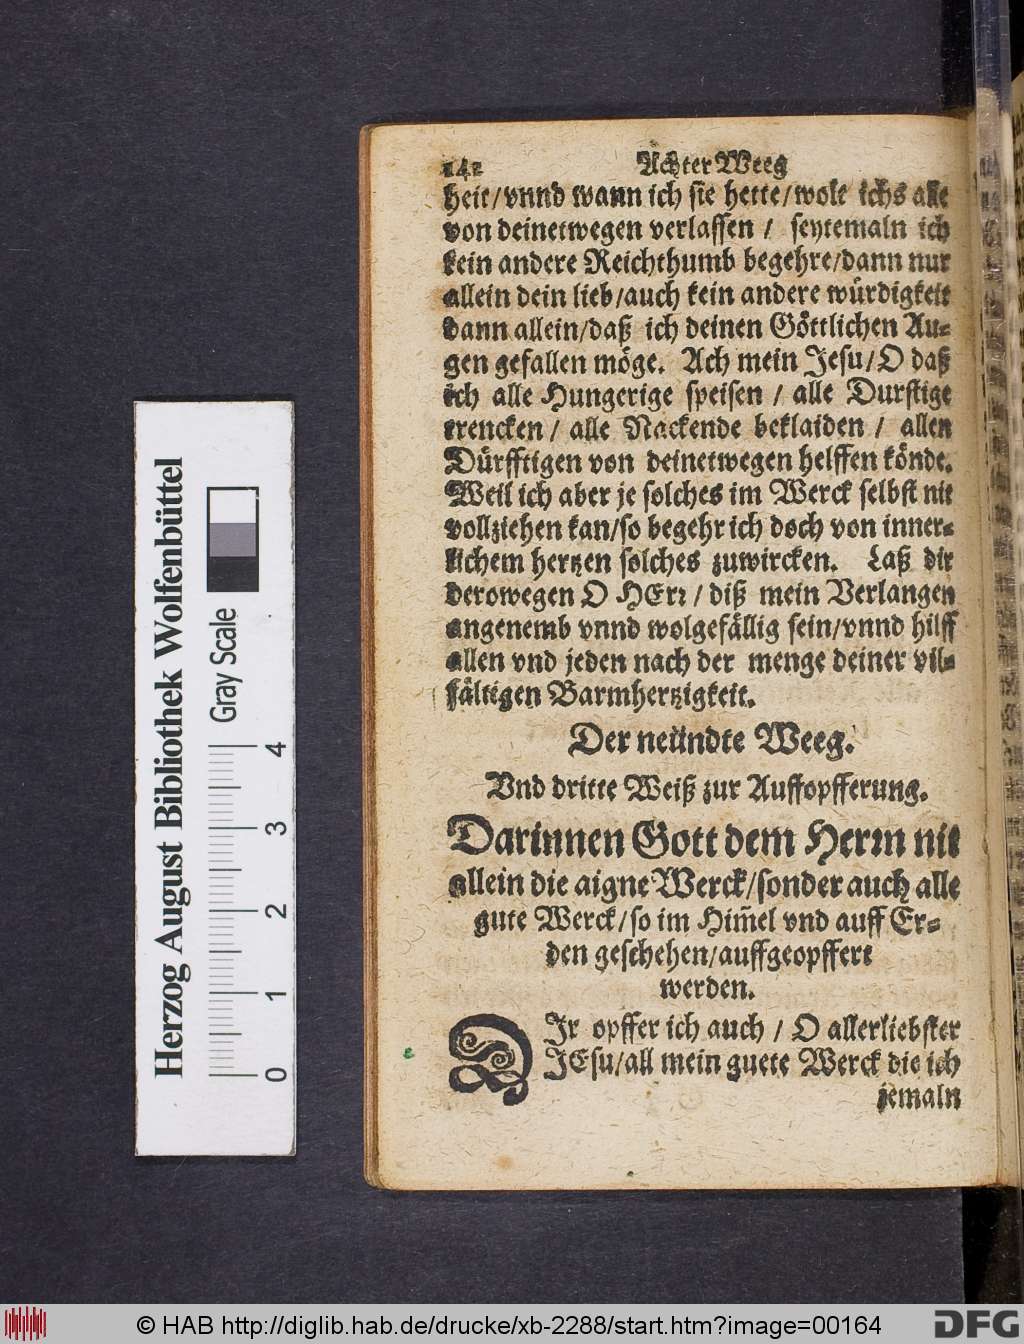 142 Achter Weeg
heit/vnnd wann ich sie hette/wolt ichs alle
von deinetwegen verlassen / seytemaln ich
kein andere Reichthumb begehre/dann nur
allein dein lieb/auch kein andere würdigkeit
dann allein/daß ich deinen Göttlichen Au-
gen gefallen möge. Ach mein Jesu/O daß
ich alle Hungerige speisen / alle Durstige
trencken / alle Nackende beklaiden / allen
Dürfftigen von deinetwegen helffen könde.
Weil ich aber je solches im Werck selbst nit
vollziehen kan/so begehr ich doch von inner-
lichem hertzen solches zuwircken. Laß dir
derowegen O HErr / diß mein Verlangen
angenemb vnnd wolgefällig sein/vnnd hilff
allen vnd jeden nach der menge deiner vil-
fältigen Barmhertzigkeit.
Der neündte Weeg.
Vnd dritte Weiß zur Auffopfferung.
Darinnen Gott dem Herrn nit
allein die aigne Werck/sonder auch alle
gute Werck/so im Him̃el vnd auff Er-
den geschehen/auffgeopffert
werden.
DIr opffer ich auch / O allerliebster
JEsu/all mein guete Werck die ich
jemaln
Herzog August Bibliothek Wolfenbüttel
Gray Scale
0 1 2 3 4
© HAB http://diglib.hab.de/drucke/xb-2288/start.htm?image=00164
DFG